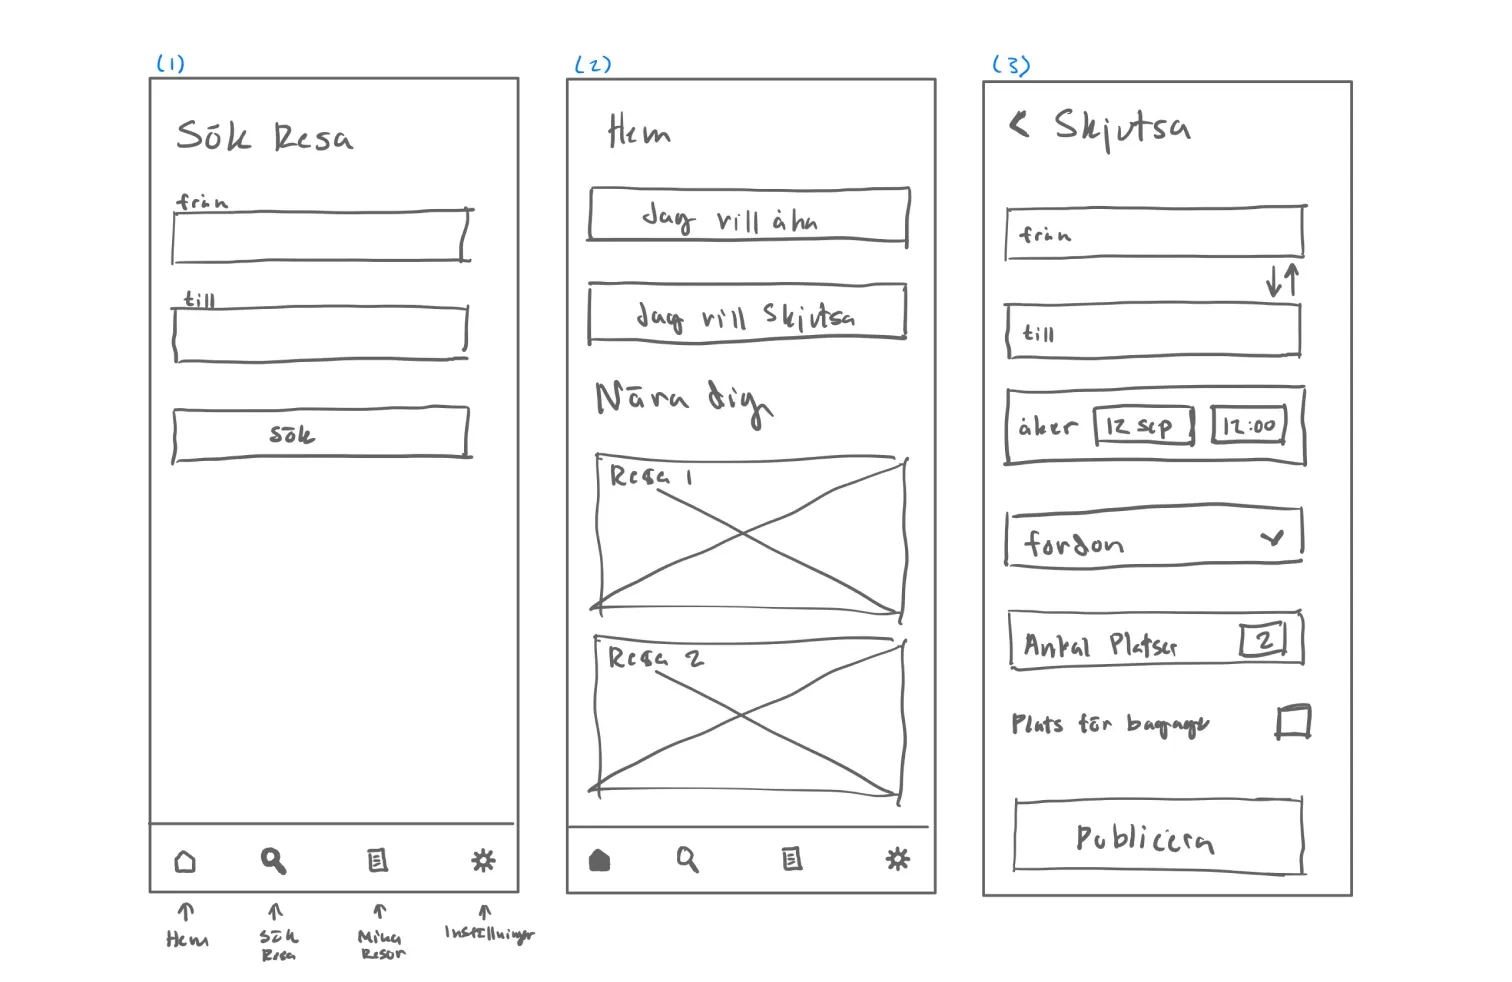 (1)
Sök Resa
från
till
Sök
Hem
Sök
Resa
Mina
Resor
Inställningar
(2)
Hem
Jag vill åka
Jag vill Skjutsa
Nära dig
Resa 1
Resa 2
(3)
< Skjutsa
från
till
åker 12 sep 12:00
fordon
Antal Platser 2
Plats för bagage
Publicera